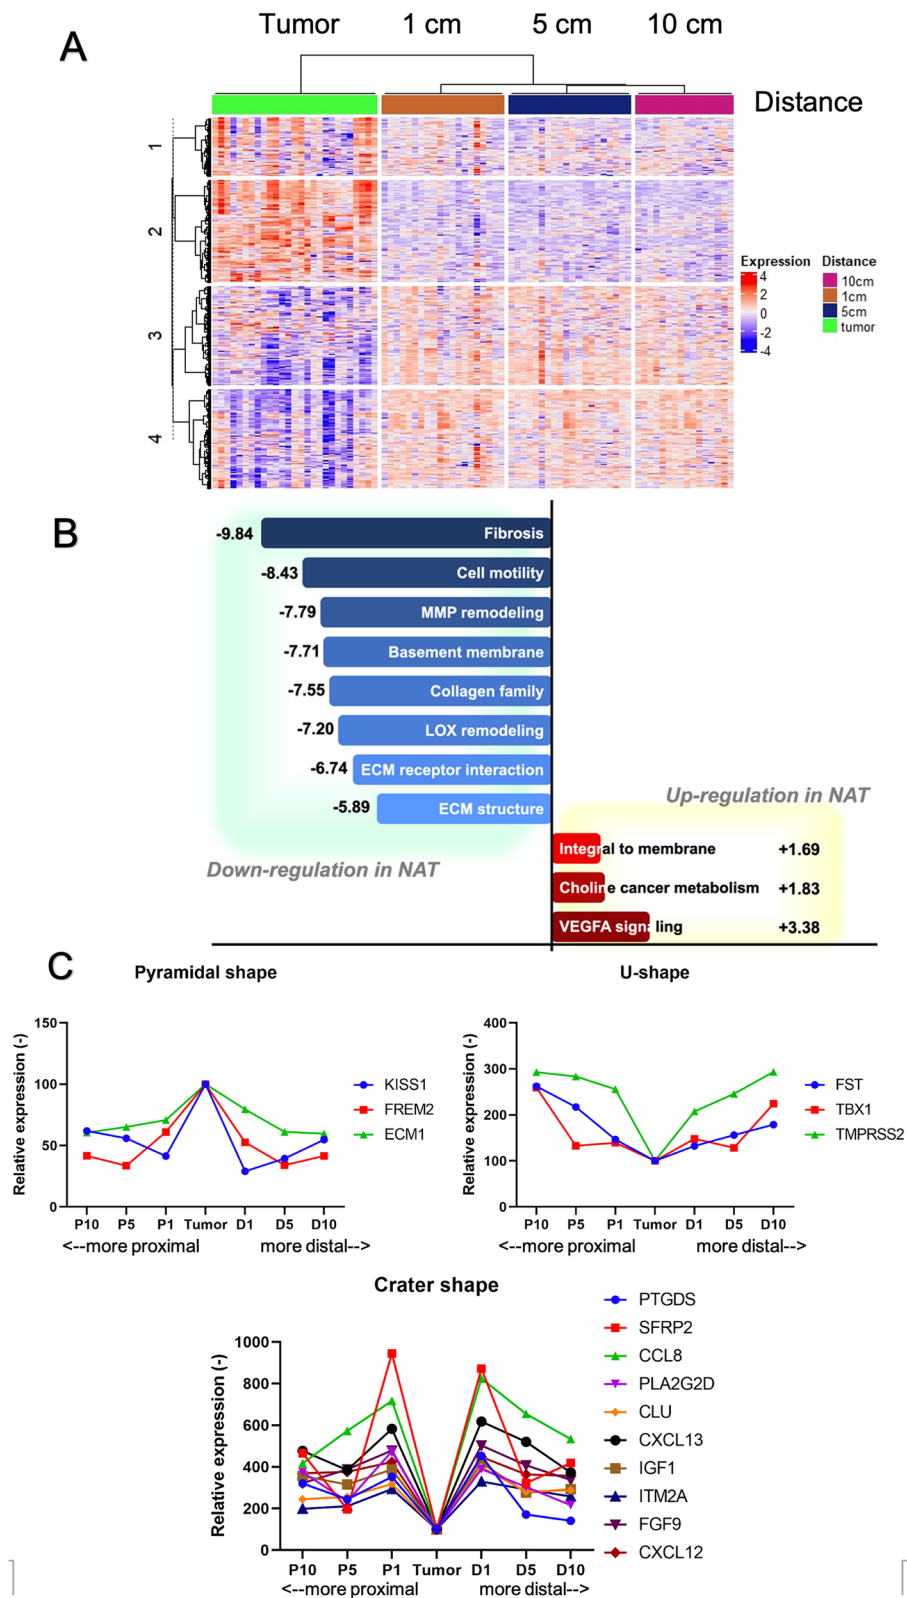 A
Tumor 1 cm 5 cm 10 cm
Distance
1
2
3
4
Expression
4
2
0
-2
-4
Distance
10cm
1cm
5cm
tumor
B
-9.84 Fibrosis
-8.43 Cell motility
-7.79 MMP remodeling
-7.71 Basement membrane
-7.55 Collagen family
-7.20 LOX remodeling
-6.74 ECM receptor interaction
-5.89 ECM structure
Down-regulation in NAT
Up-regulation in NAT
Integral to membrane +1.69
Choline cancer metabolism +1.83
VEGFA signaling +3.38
C
Pyramidal shape
Relative expression (-)
150
100
50
0
P10 P5 P1 Tumor D1 D5 D10
<--more proximal more distal-->
KISS1
FREM2
ECM1
U-shape
Relative expression (-)
400
300
200
100
0
P10 P5 P1 Tumor D1 D5 D10
<--more proximal more distal-->
FST
TBX1
TMPRSS2
Crater shape
Relative expression (-)
1000
800
600
400
200
0
P10 P5 P1 Tumor D1 D5 D10
<--more proximal more distal-->
PTGDS
SFRP2
CCL8
PLA2G2D
CLU
CXCL13
IGF1
ITM2A
FGF9
CXCL12